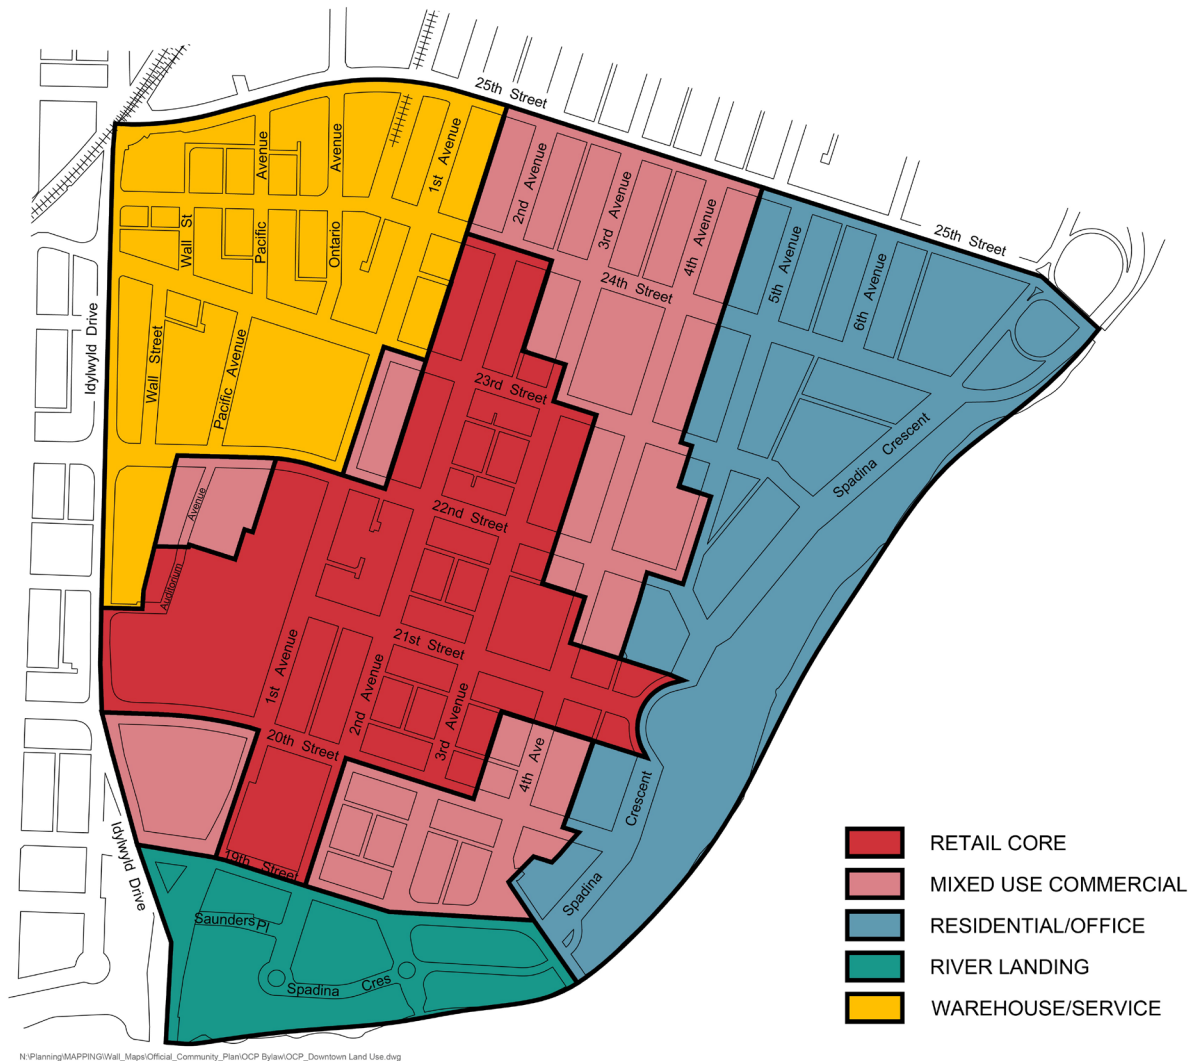 25th Street
25th Street
Avenue
Avenue
1st Avenue
2nd Avenue
3rd Avenue
4th Avenue
5th Avenue
6th Avenue
Wall St
Pacific
Ontario
24th Street
Idylwyld Drive
Wall Street
Pacific Avenue
23rd Street
Spadina Crescent
Avenue
22nd Street
Auditorium
21st Street
1st Avenue
2nd Avenue
3rd Avenue
20th Street
4th Ave
Crescent
Idylwyld Drive
19th Street
Spadina
Saunders Pl
Spadina Cres
RETAIL CORE
MIXED USE COMMERCIAL
RESIDENTIAL/OFFICE
RIVER LANDING
WAREHOUSE/SERVICE
N:\Planning\MAPPING\Wall_Maps\Official_Community_Plan\OCP Bylaw\OCP_Downtown Land Use.dwg